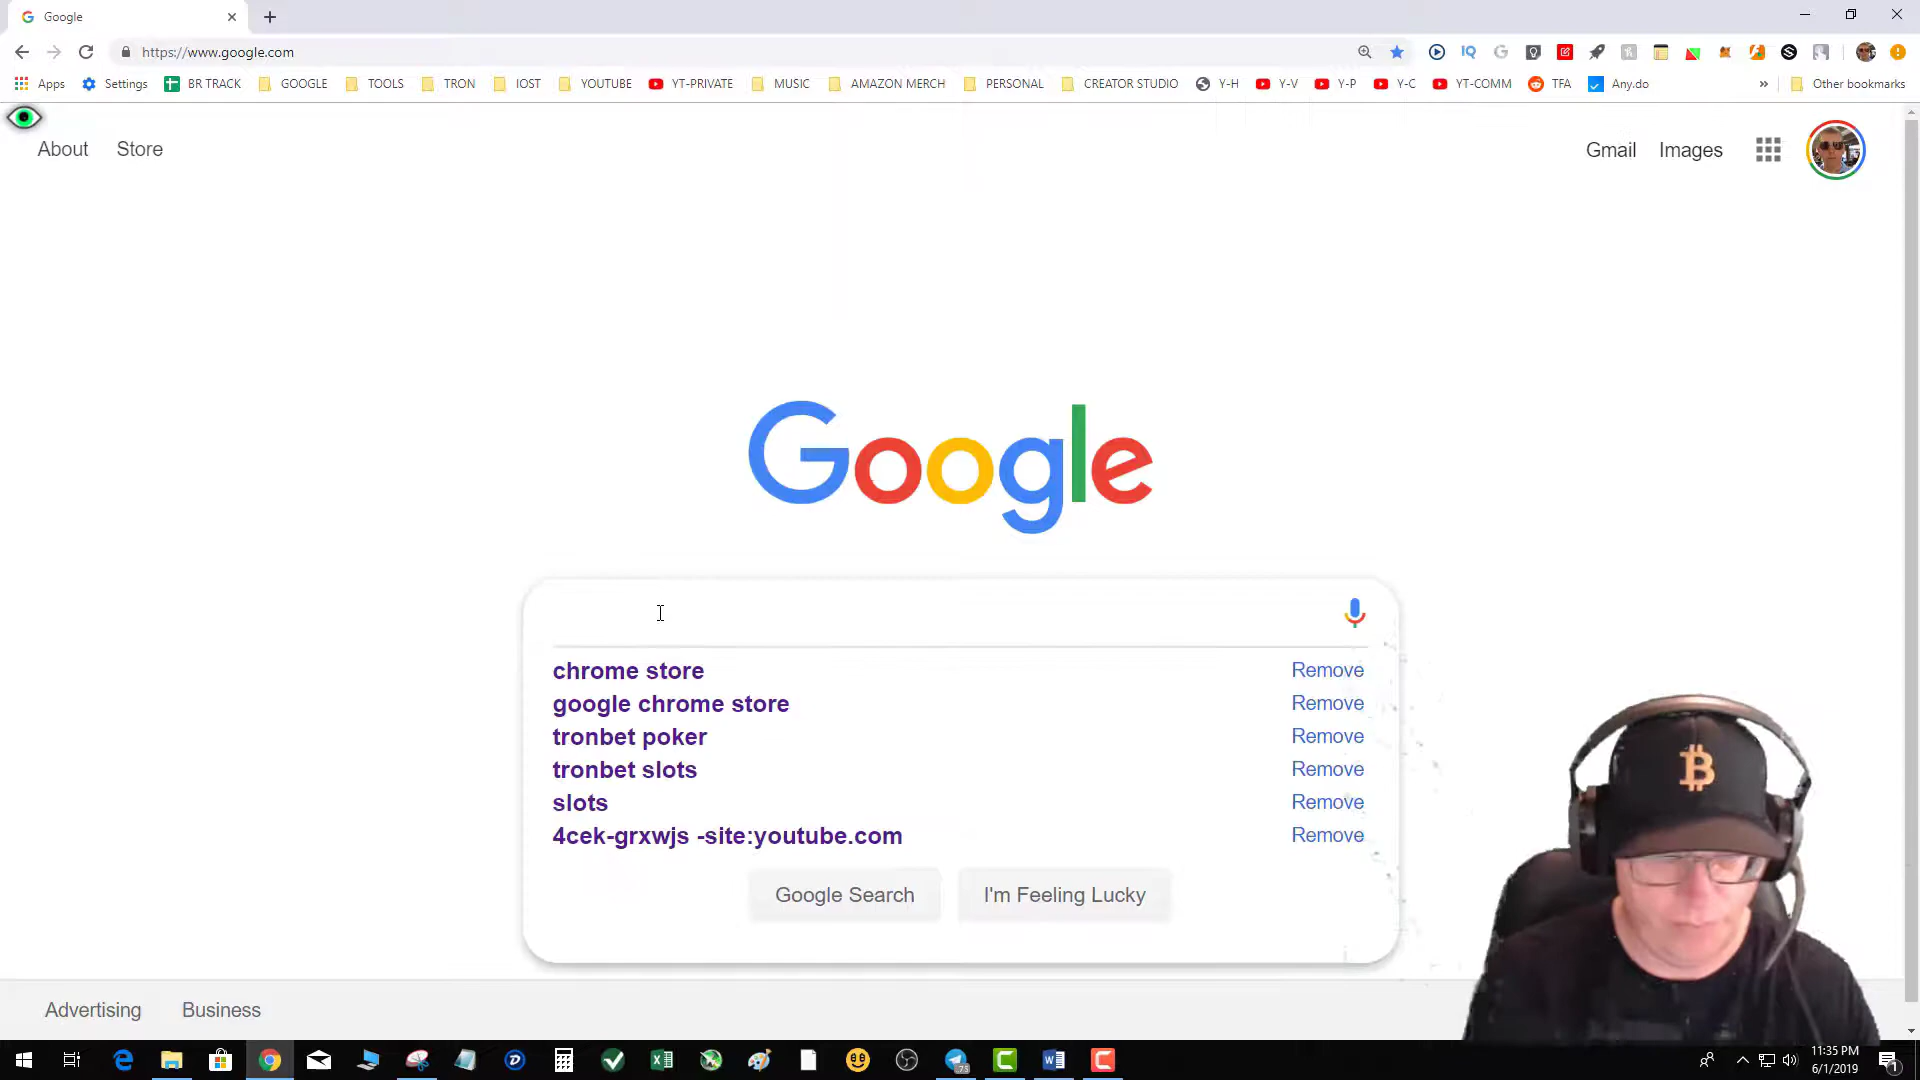 Google
https://www.google.com
Apps Settings BR TRACK GOOGLE TOOLS TRON IOST YOUTUBE YT-PRIVATE MUSIC AMAZON MERCH PERSONAL CREATOR STUDIO Y-H Y-V Y-P Y-C YT-COMM TFA Any.do » Other bookmarks
About Store Gmail Images
Google
chrome store Remove
google chrome store Remove
tronbet poker Remove
tronbet slots Remove
slots Remove
4cek-grxwjs -site:youtube.com Remove
Google Search I'm Feeling Lucky
Advertising Business
11:35 PM
6/1/2019